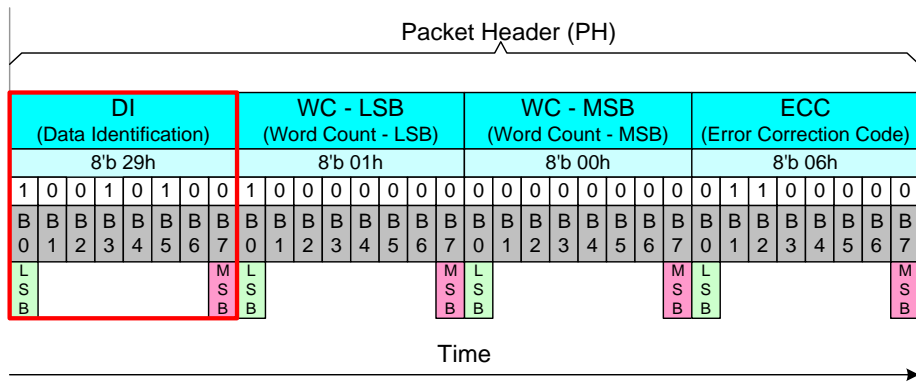 Packet Header (PH)
DI WC - LSB WC - MSB ECC
(Data Identification) (Word Count - LSB) (Word Count - MSB) (Error Correction Code)
8'b 29h 8'b 01h 8'b 00h 8'b 06h
1 0 0 1 0 1 0 0 1 0 0 0 0 0 0 0 0 0 0 0 0 0 0 0 0 1 1 0 0 0 0 0
B B B B B B B B B B B B B B B B B B B B B B B B B B B B B B B B
0 1 2 3 4 5 6 7 0 1 2 3 4 5 6 7 0 1 2 3 4 5 6 7 0 1 2 3 4 5 6 7
L M L M L M L M
S S S S S S S S
B B B B B B B B
Time